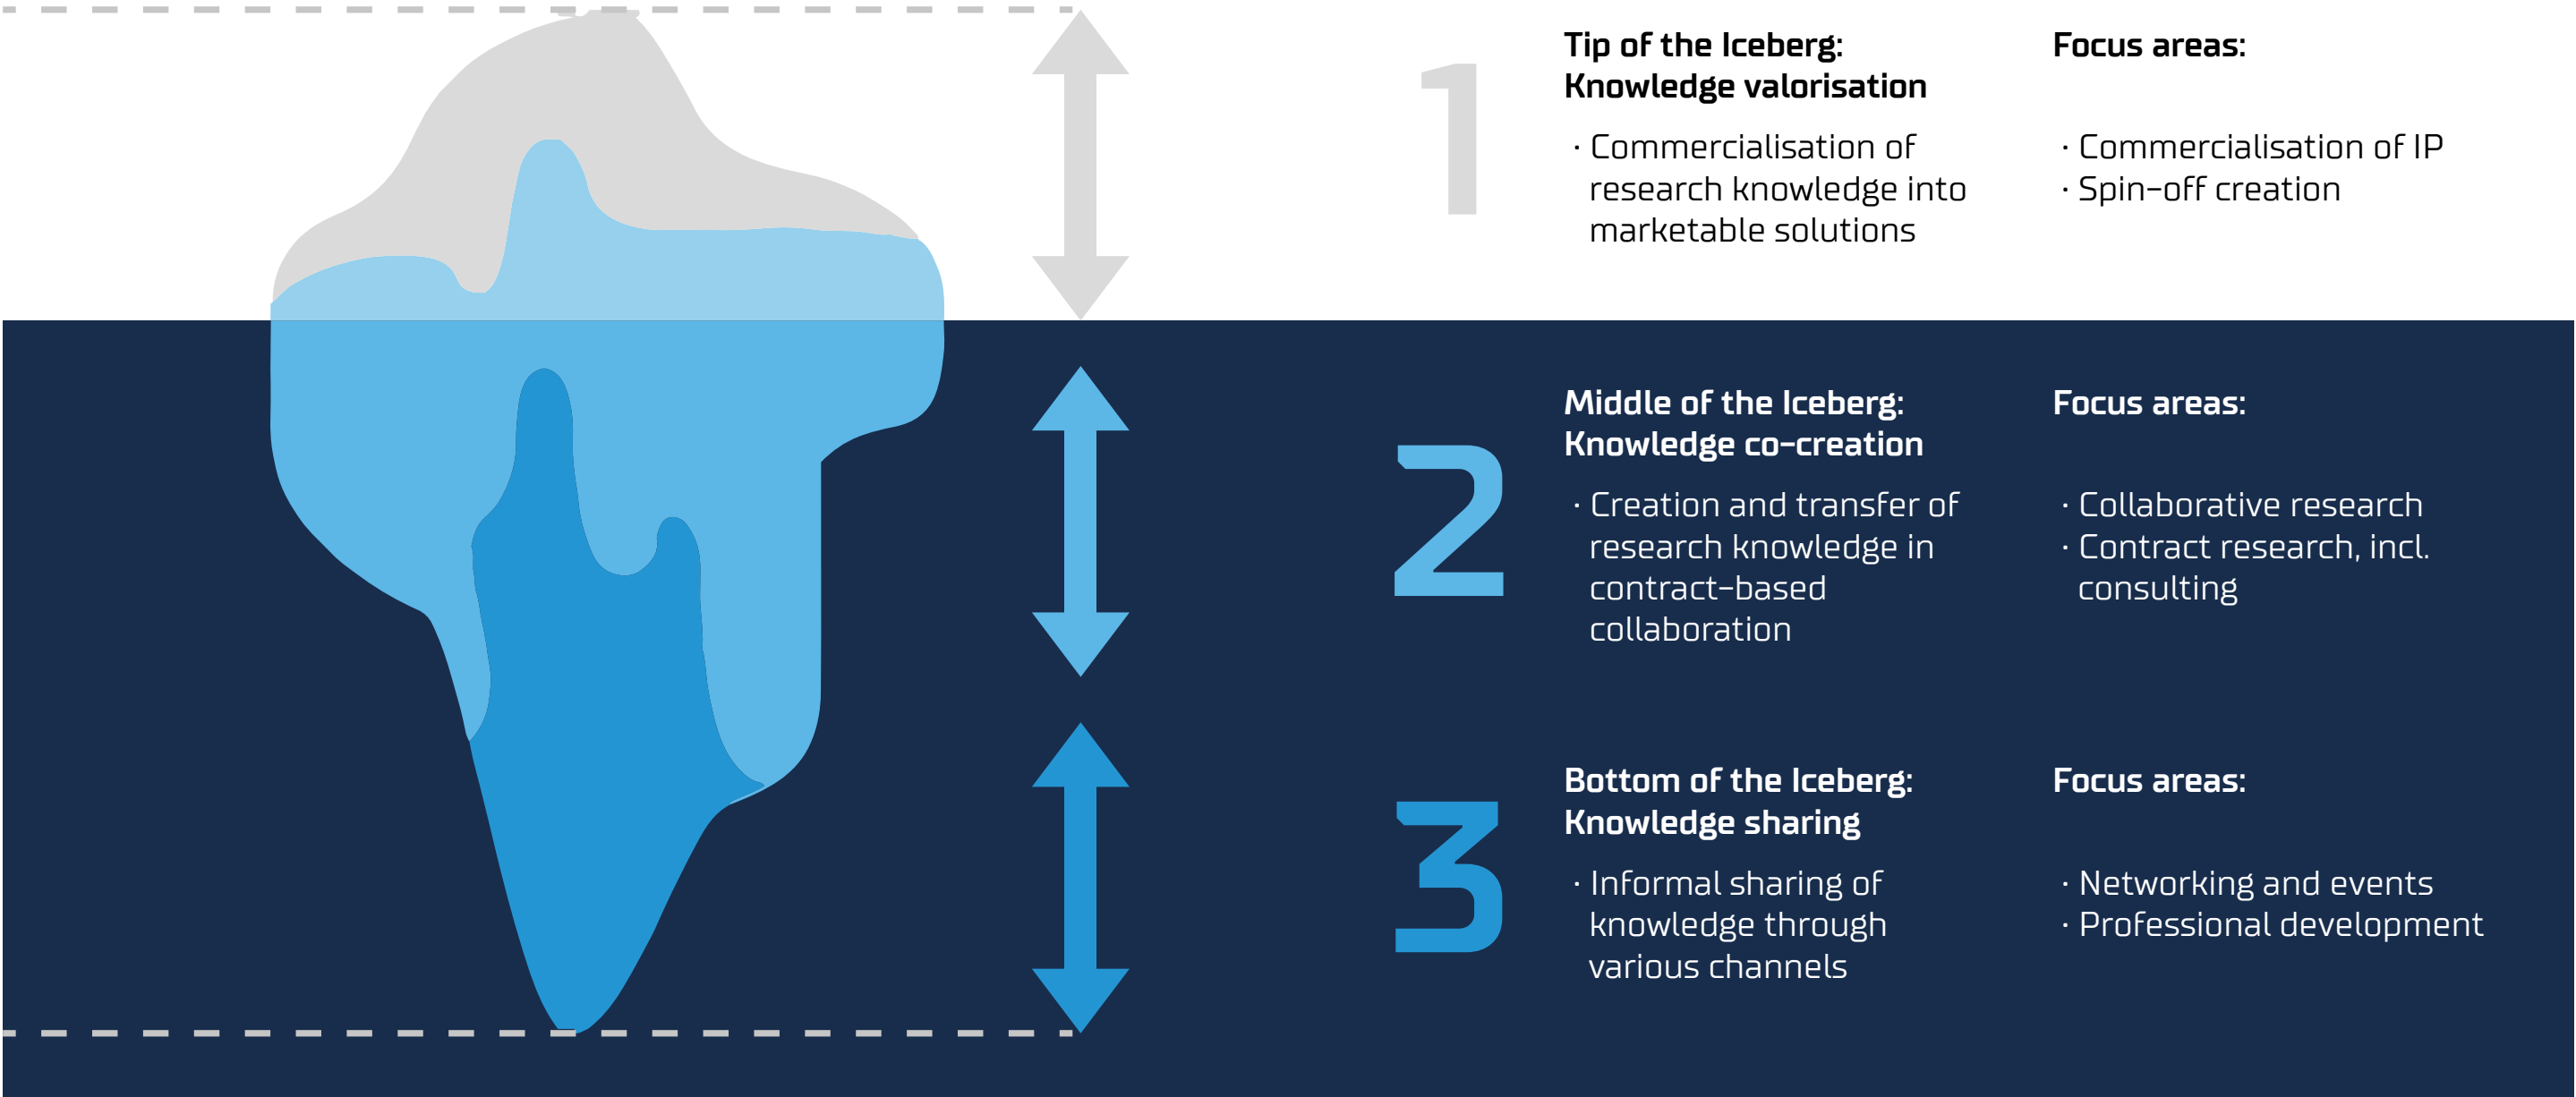 1
Tip of the Iceberg:
Knowledge valorisation
· Commercialisation of
research knowledge into
marketable solutions
Focus areas:
· Commercialisation of IP
· Spin-off creation
2
Middle of the Iceberg:
Knowledge co-creation
· Creation and transfer of
research knowledge in
contract-based
collaboration
Focus areas:
· Collaborative research
· Contract research, incl.
consulting
3
Bottom of the Iceberg:
Knowledge sharing
· Informal sharing of
knowledge through
various channels
Focus areas:
· Networking and events
· Professional development